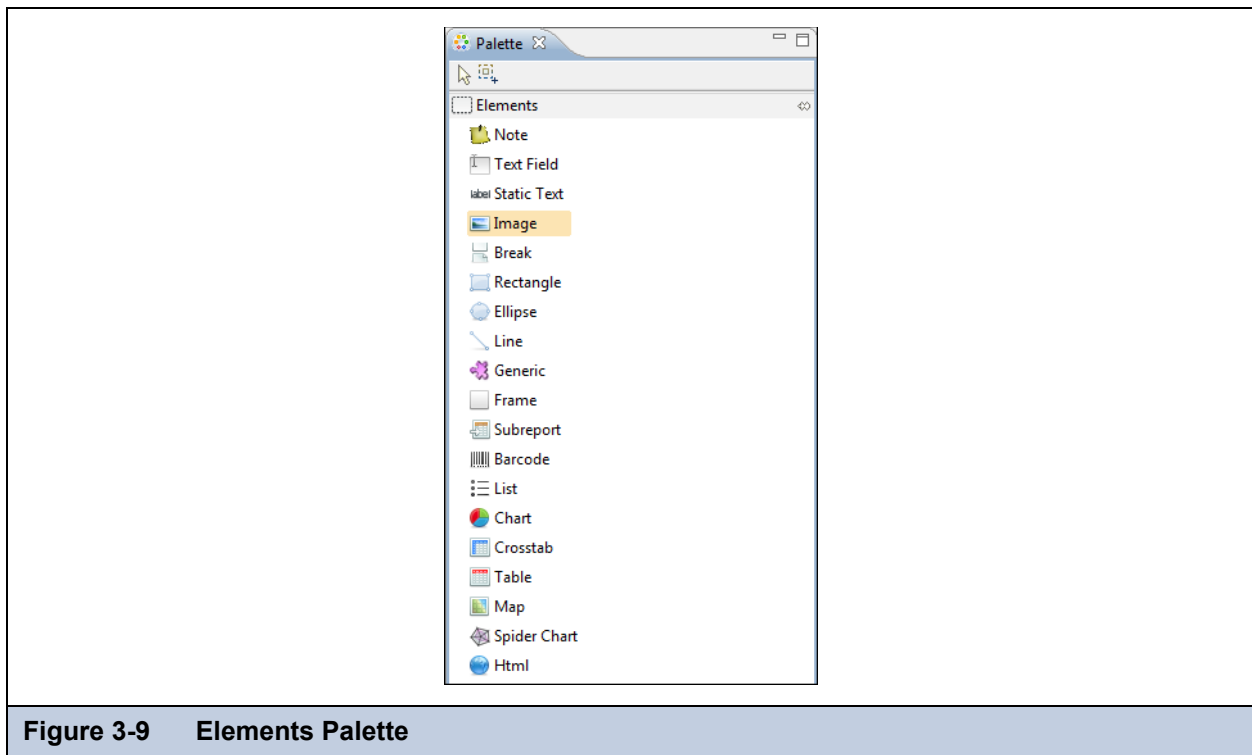 Palette
Elements
Note
Text Field
label Static Text
Image
Break
Rectangle
Ellipse
Line
Generic
Frame
Subreport
Barcode
List
Chart
Crosstab
Table
Map
Spider Chart
Html
Figure 3-9 Elements Palette